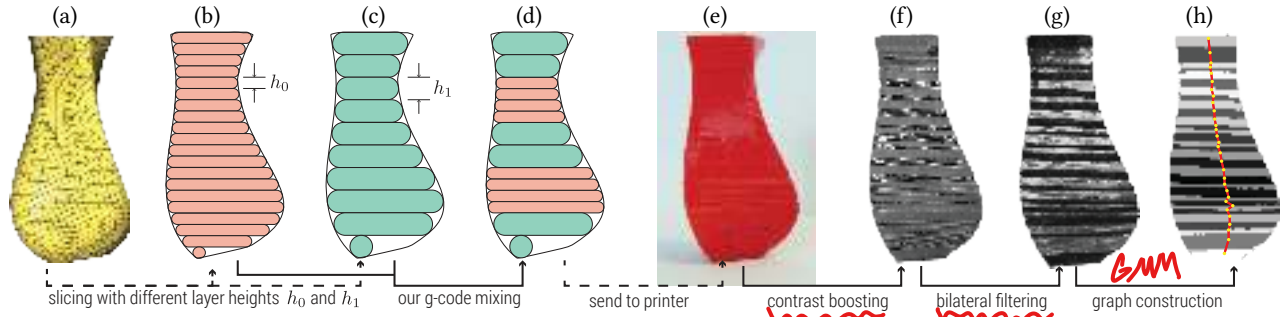 (a) (b) (c) (d) (e) (f) (g) (h)
h₀ h₁
GMM
slicing with different layer heights h₀ and h₁ our g-code mixing send to printer contrast boosting bilateral filtering graph construction